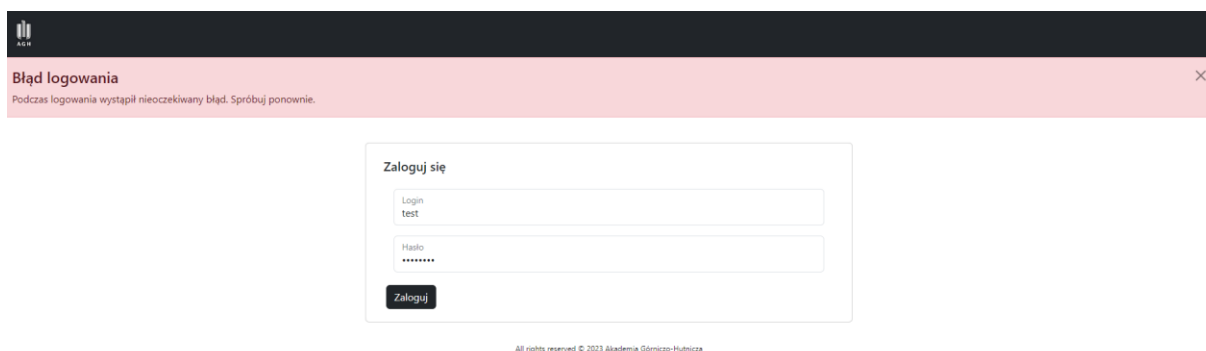 AGH
Błąd logowania
Podczas logowania wystąpił nieoczekiwany błąd. Spróbuj ponownie.
Zaloguj się
Login
test
Hasło
Zaloguj
All rights reserved © 2023 Akademia Górniczo-Hutnicza